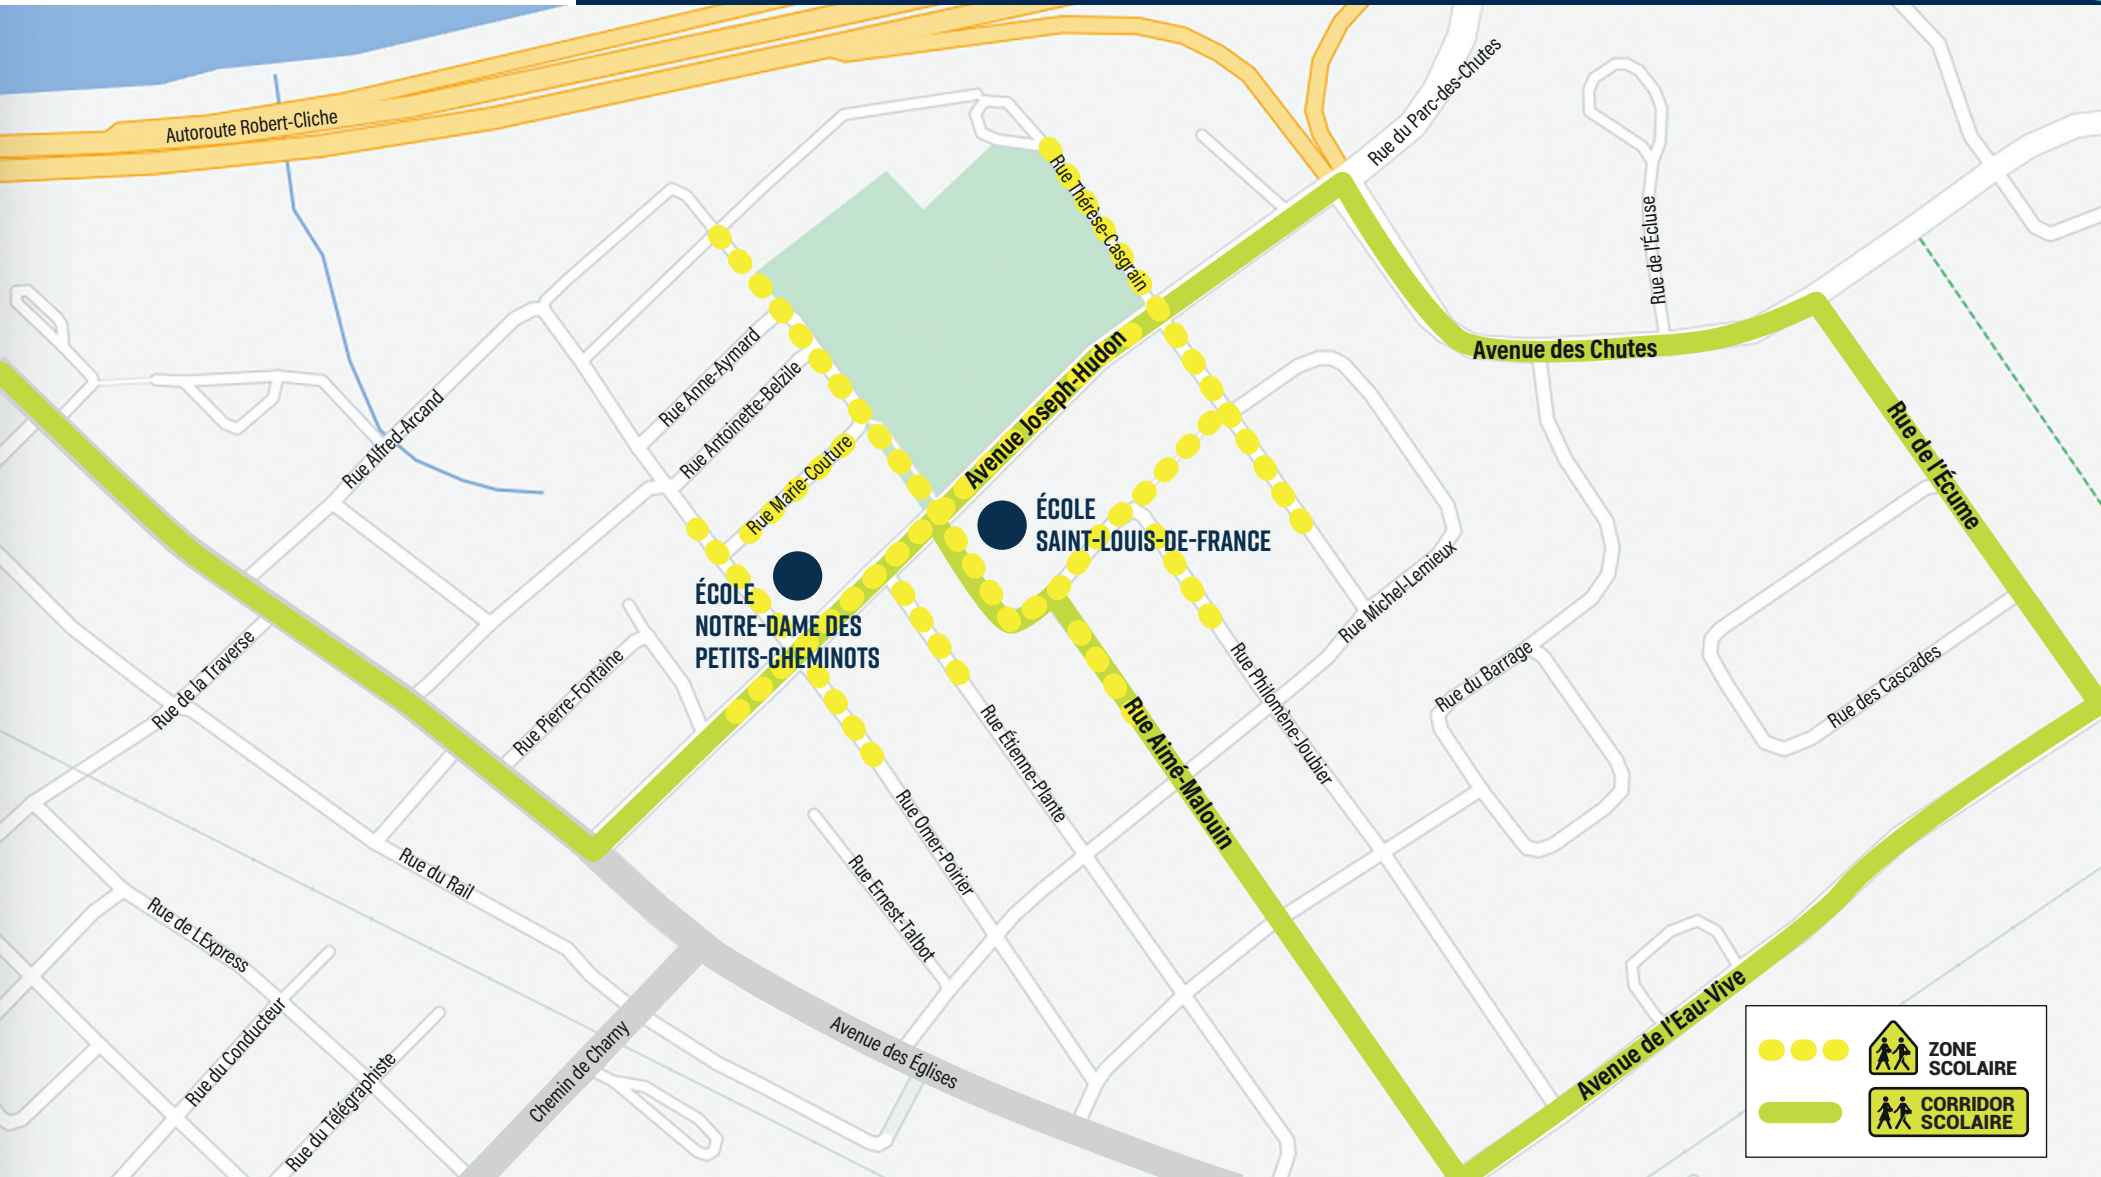 Autoroute Robert-Cliche
Rue du Parc-des-Chutes
Rue Thérèse-Casgrain
Rue de l'Écluse
Avenue des Chutes
Rue Anne-Aymard
Rue Antoinette-Belzile
Avenue Joseph-Hudon
Rue Alfred-Arcand
Rue Marie-Couture
Rue de l'Écume
ÉCOLE
SAINT-LOUIS-DE-FRANCE
ÉCOLE
NOTRE-DAME DES
PETITS-CHEMINOTS
Rue Michel-Lemieux
Rue de la Traverse
Rue Pierre-Fontaine
Rue Philomène-Joubier
Rue du Barrage
Rue des Cascades
Rue Étienne-Plante
Rue Aimé-Malouin
Rue Omer-Poirier
Rue Ernest-Talbot
Rue du Rail
Rue de LExpress
Rue du Conducteur
Rue du Télégraphiste
Chemin de Charny
Avenue des Églises
Avenue de l'Eau-Vive
ZONE
SCOLAIRE
CORRIDOR
SCOLAIRE